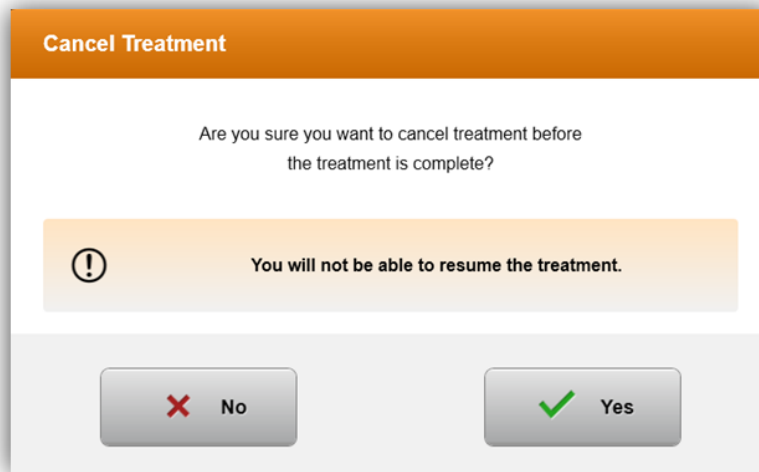 Cancel Treatment
Are you sure you want to cancel treatment before
the treatment is complete?
You will not be able to resume the treatment.
No
Yes